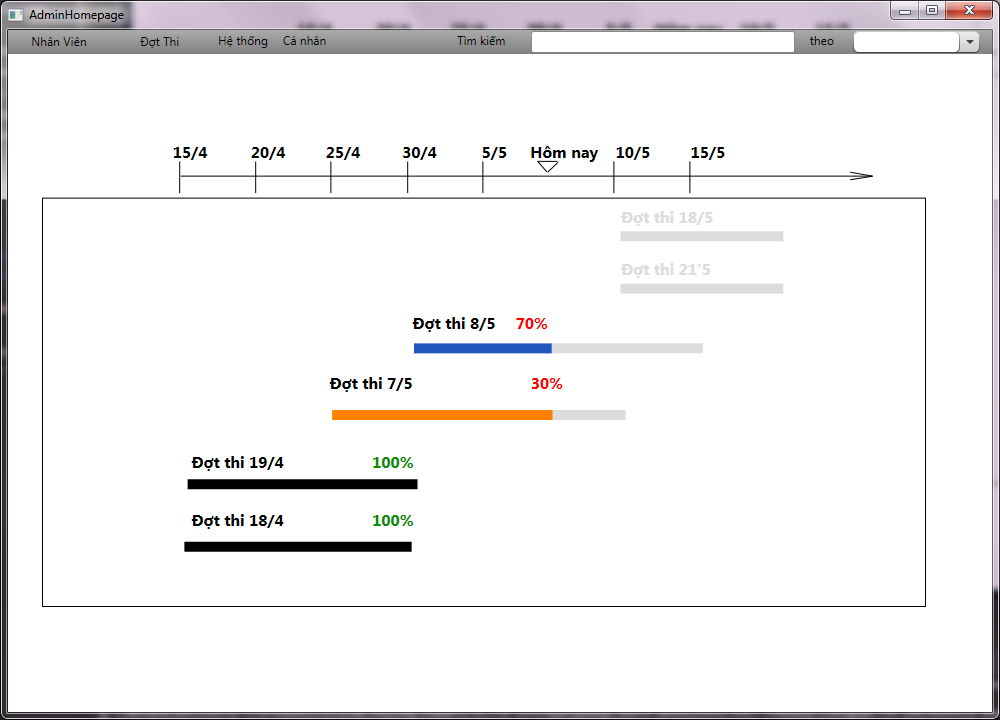 AdminHomepage
Nhân Viên Đợt Thi Hệ thống Cá nhân Tìm kiếm theo
15/4 20/4 25/4 30/4 5/5 Hôm nay 10/5 15/5
Đợt thi 18/5
Đợt thi 21'5
Đợt thi 8/5 70%
Đợt thi 7/5 30%
Đợt thi 19/4 100%
Đợt thi 18/4 100%